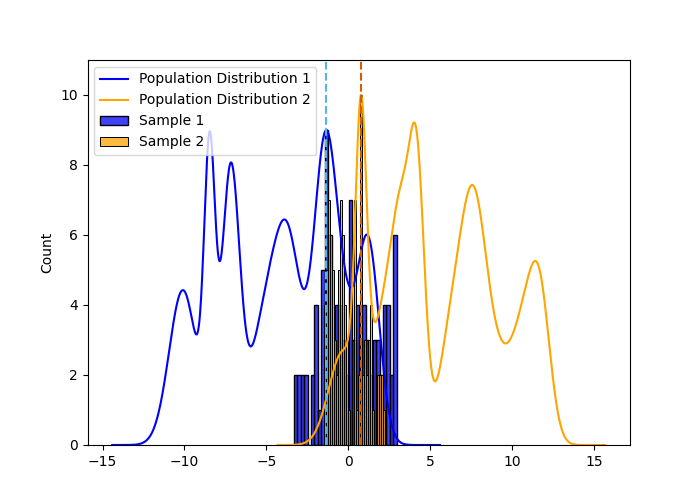 Population Distribution 1
Population Distribution 2
Sample 1
Sample 2
Count
10
8
6
4
2
0
−15
−10
−5
0
5
10
15